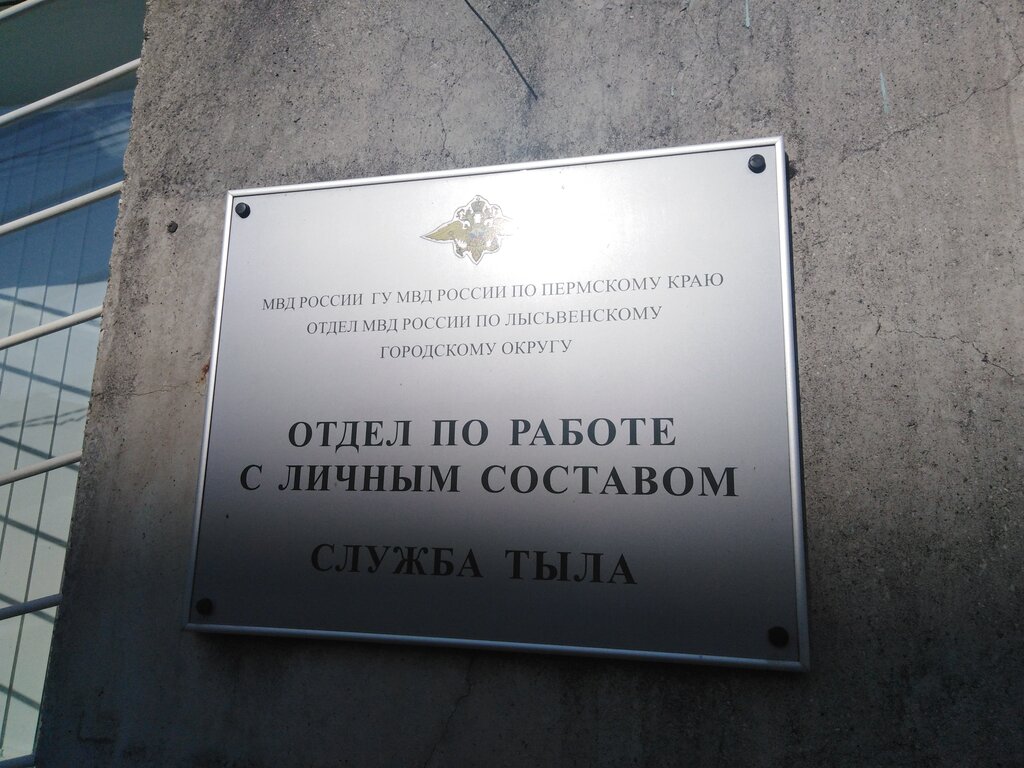 МВД РОССИИ ГУ МВД РОССИИ ПО ПЕРМСКОМУ КРАЮ
ОТДЕЛ МВД РОССИИ ПО ЛЫСЬВЕНСКОМУ
ГОРОДСКОМУ ОКРУГУ
ОТДЕЛ ПО РАБОТЕ
С ЛИЧНЫМ СОСТАВОМ
СЛУЖБА ТЫЛА